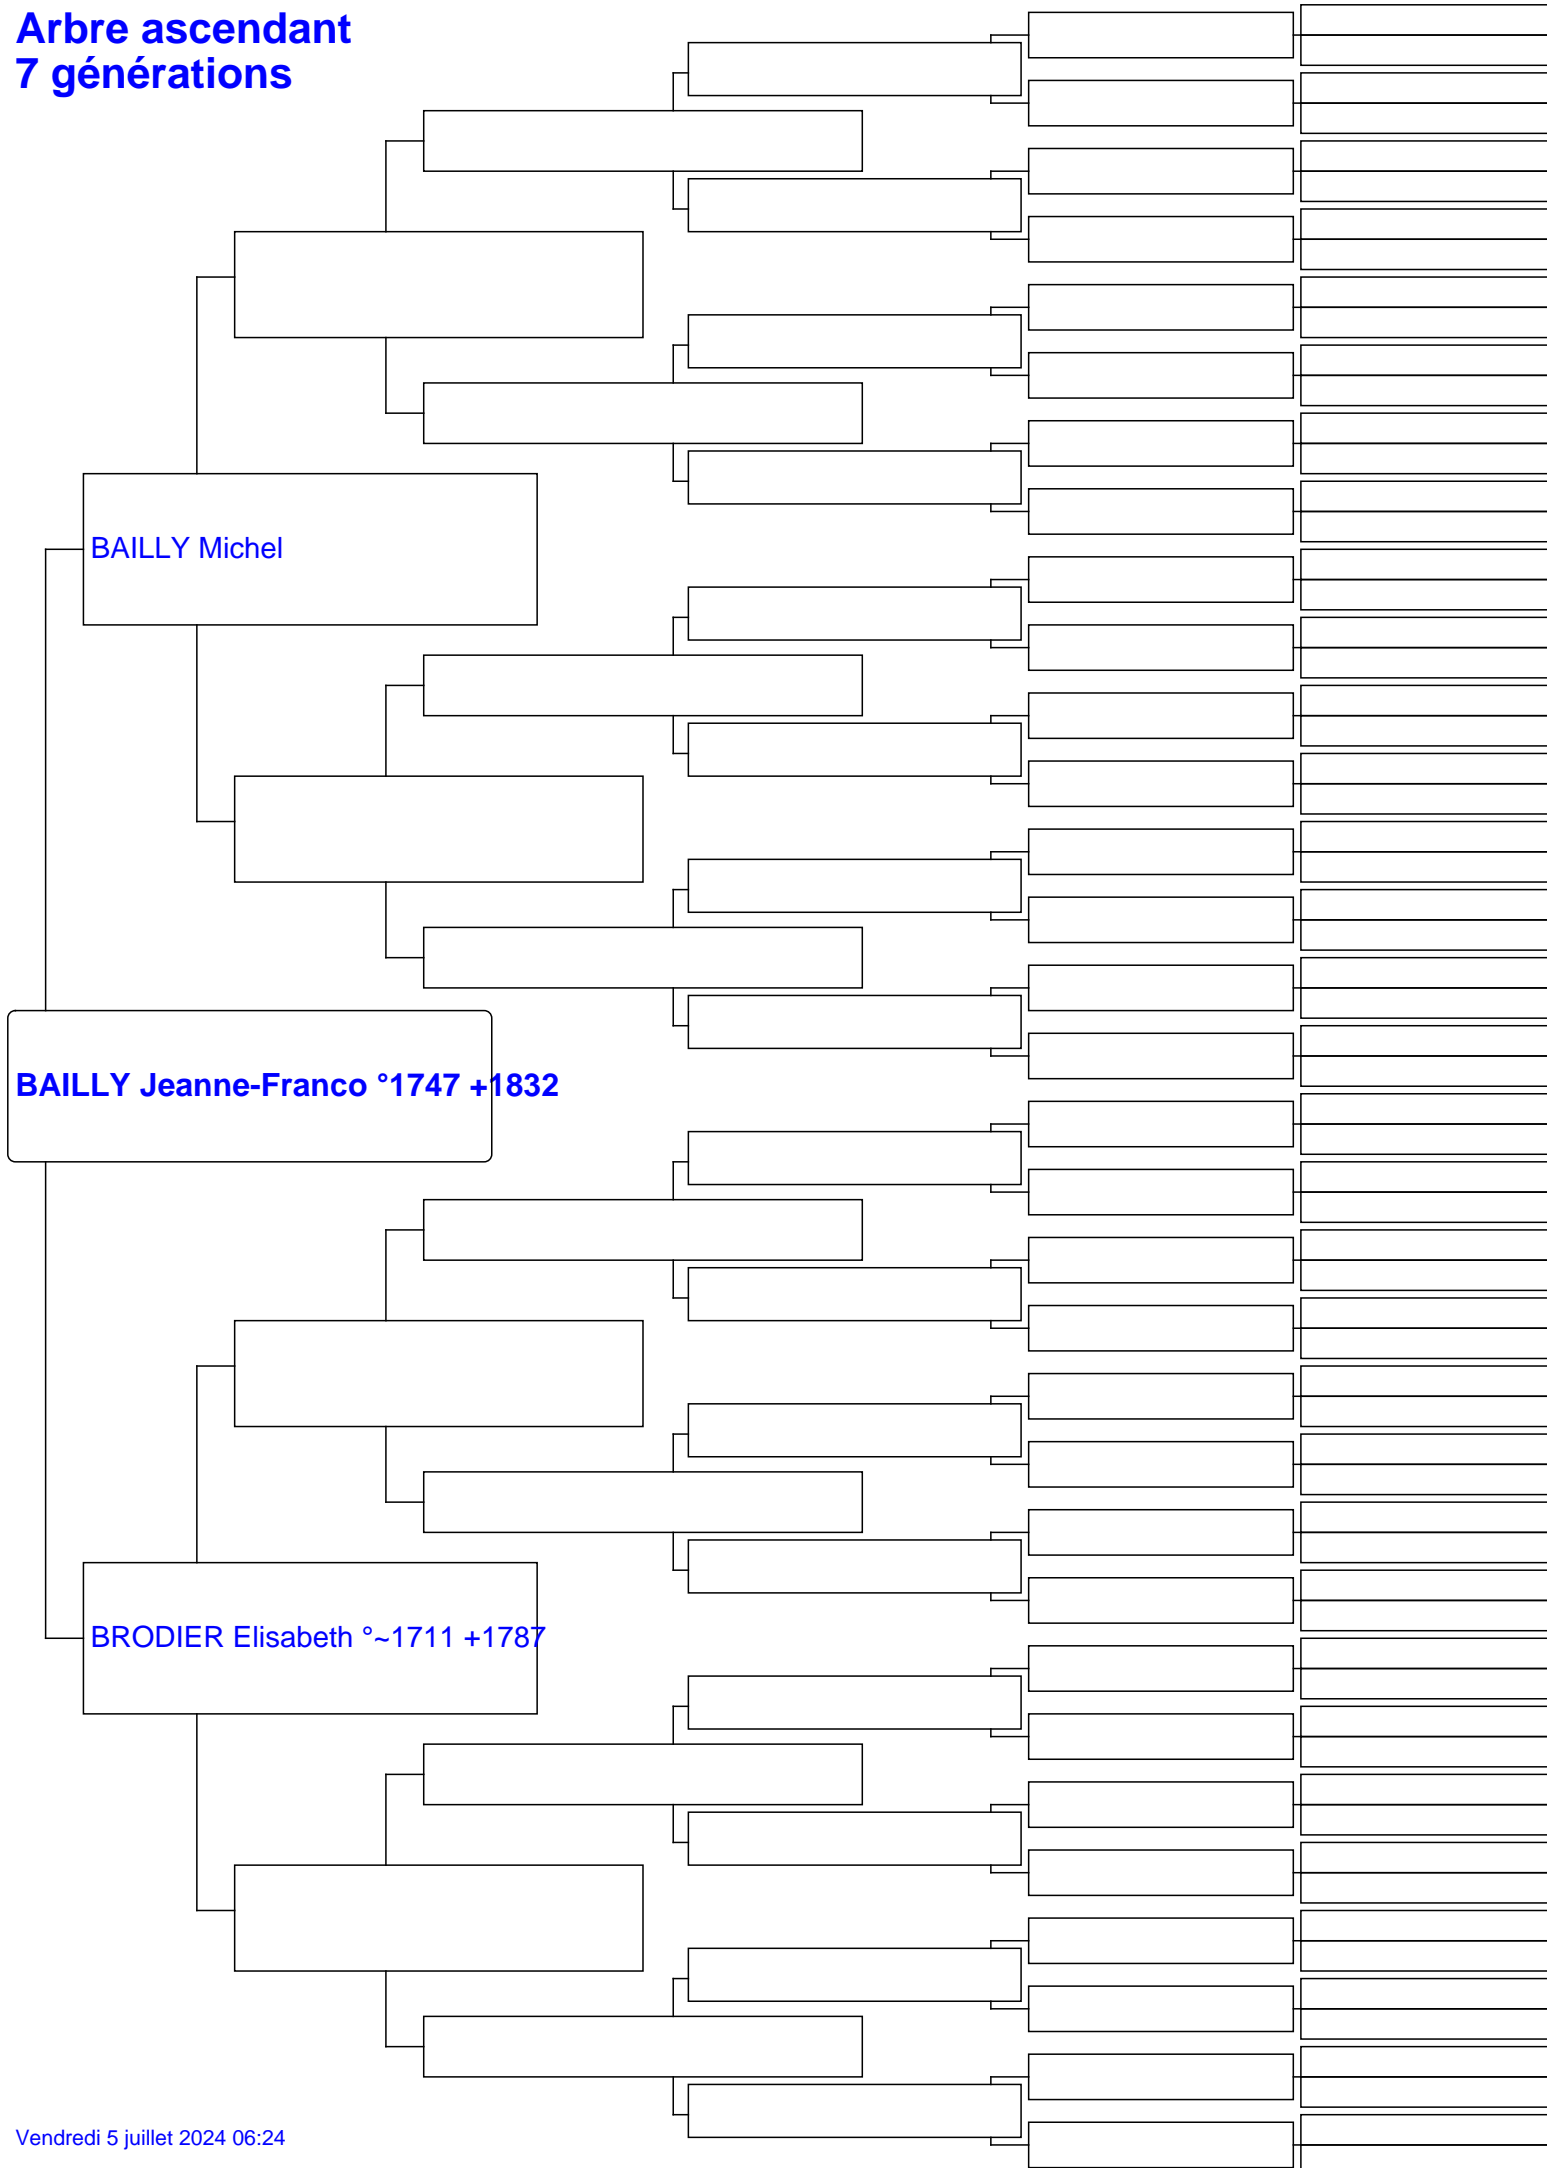 Arbre ascendant
7 générations
BAILLY Michel
BAILLY Jeanne-Franco °1747 +1832
BRODIER Elisabeth °~1711 +1787
Vendredi 5 juillet 2024 06:24